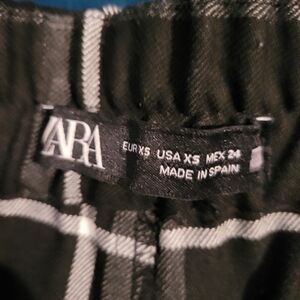 ZARA
EUR XS USA XS MEX 24
MADE IN SPAIN